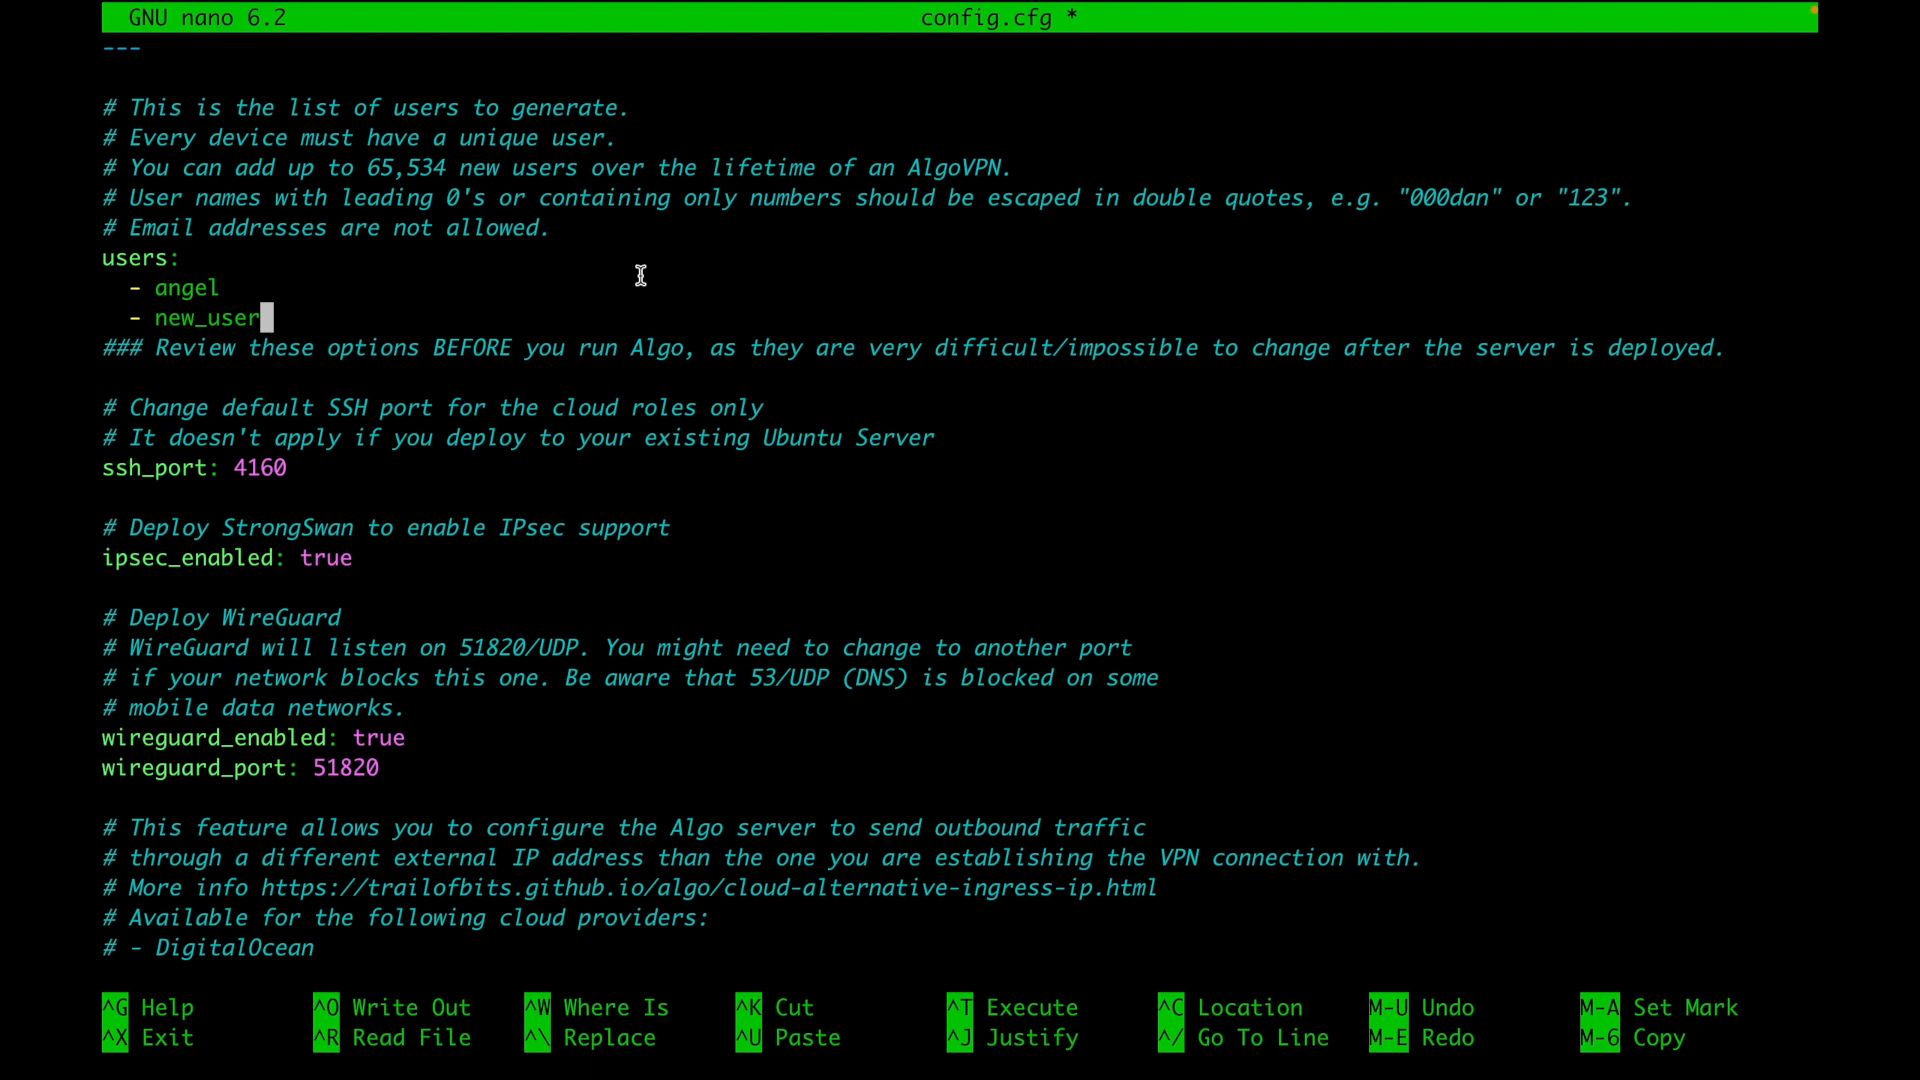 GNU nano 6.2 config.cfg *
---
# This is the list of users to generate.
# Every device must have a unique user.
# You can add up to 65,534 new users over the lifetime of an AlgoVPN.
# User names with leading 0's or containing only numbers should be escaped in double quotes, e.g. "000dan" or "123".
# Email addresses are not allowed.
users:
  - angel
  - new_user
### Review these options BEFORE you run Algo, as they are very difficult/impossible to change after the server is deployed.
# Change default SSH port for the cloud roles only
# It doesn't apply if you deploy to your existing Ubuntu Server
ssh_port: 4160
# Deploy StrongSwan to enable IPsec support
ipsec_enabled: true
# Deploy WireGuard
# WireGuard will listen on 51820/UDP. You might need to change to another port
# if your network blocks this one. Be aware that 53/UDP (DNS) is blocked on some
# mobile data networks.
wireguard_enabled: true
wireguard_port: 51820
# This feature allows you to configure the Algo server to send outbound traffic
# through a different external IP address than the one you are establishing the VPN connection with.
# More info https://trailofbits.github.io/algo/cloud-alternative-ingress-ip.html
# Available for the following cloud providers:
# - DigitalOcean
^G Help ^O Write Out ^W Where Is ^K Cut ^T Execute ^C Location M-U Undo M-A Set Mark
^X Exit ^R Read File ^\ Replace ^U Paste ^J Justify ^/ Go To Line M-E Redo M-6 Copy